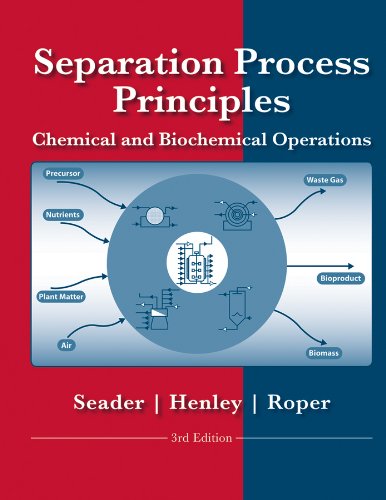 Separation Process
Principles
Chemical and Biochemical Operations
Precursor
Nutrients
Plant Matter
Air
Waste Gas
Bioproduct
Biomass
Seader | Henley | Roper
3rd Edition